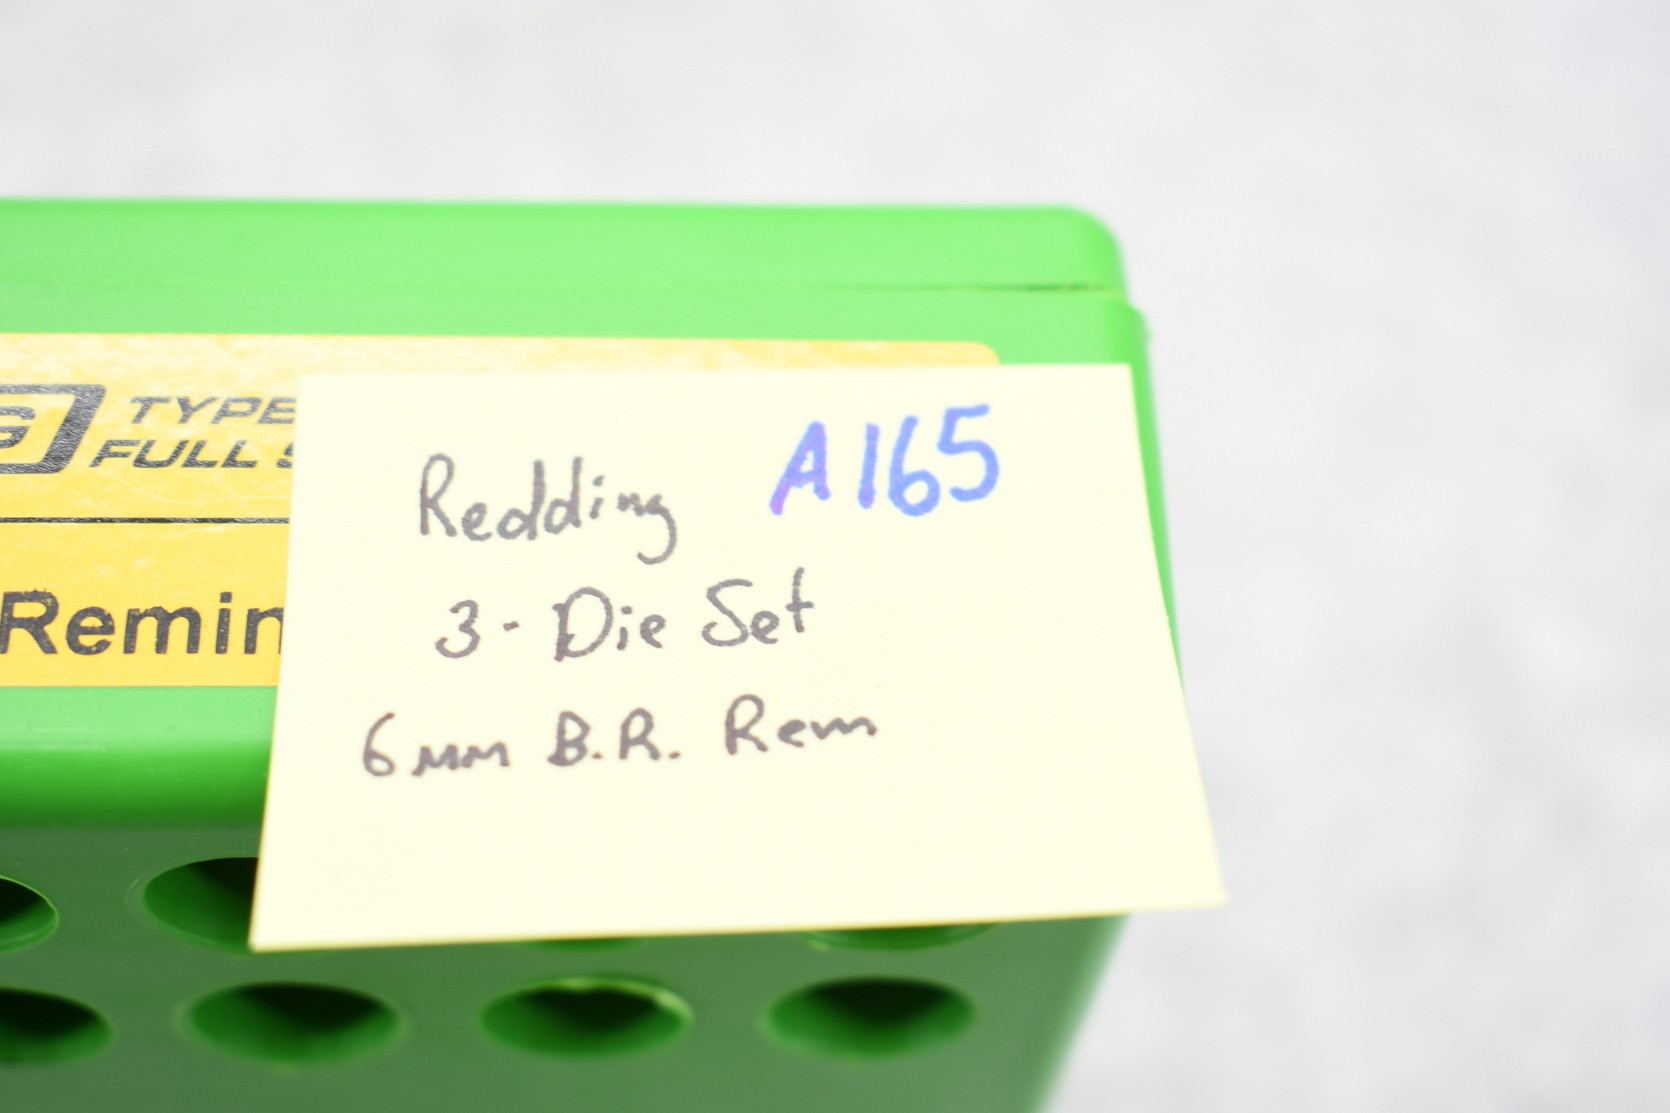 G TYPE
FULL S
Remin
Redding A165
3-Die Set
6mm B.R. Rem